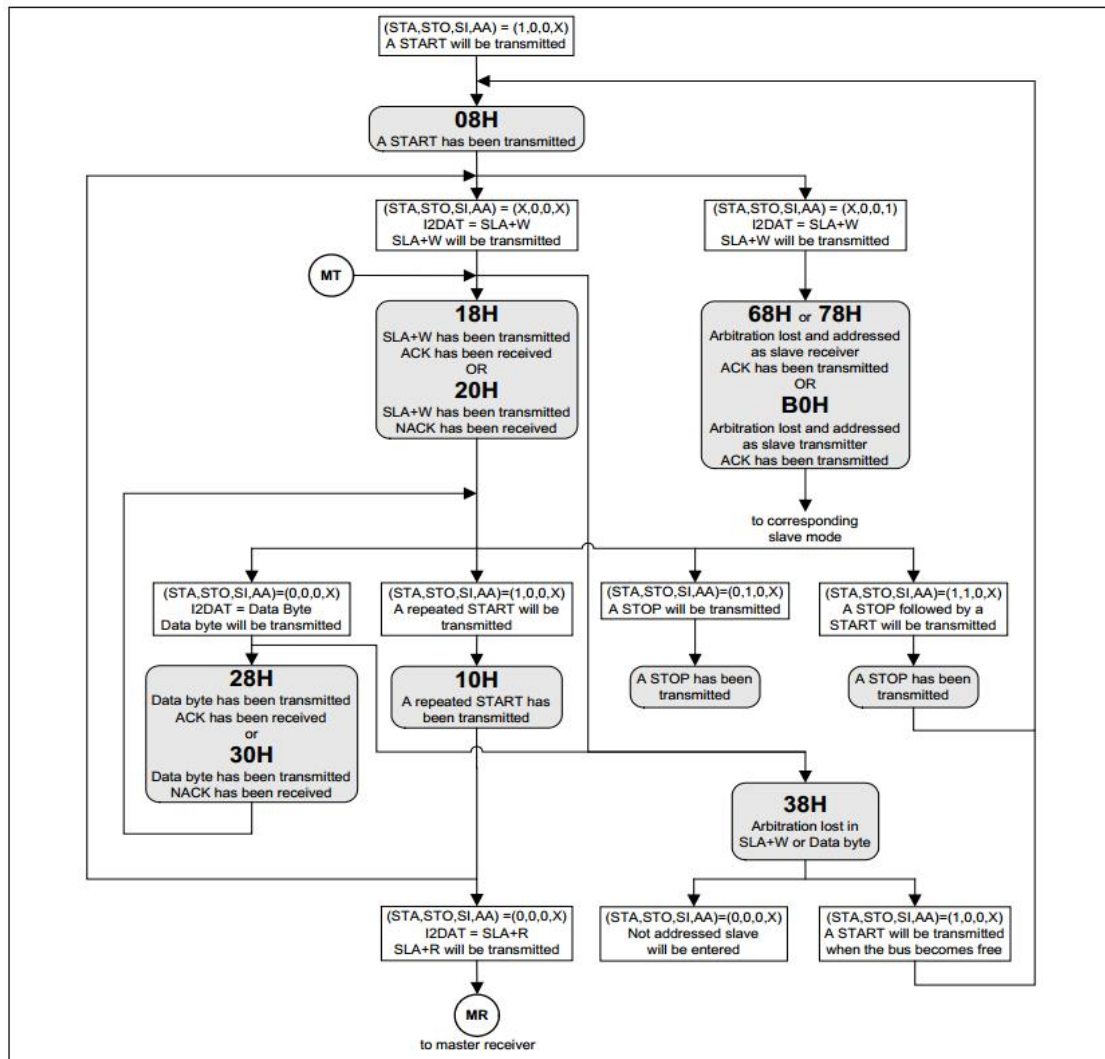 (STA,STO,SI,AA) = (1,0,0,X)
A START will be transmitted
08H
A START has been transmitted
(STA,STO,SI,AA) = (X,0,0,X)
I2DAT = SLA+W
SLA+W will be transmitted
(STA,STO,SI,AA) = (X,0,0,1)
I2DAT = SLA+W
SLA+W will be transmitted
MT
18H
SLA+W has been transmitted
ACK has been received
OR
20H
SLA+W has been transmitted
NACK has been received
68H or 78H
Arbitration lost and addressed
as slave receiver
ACK has been transmitted
OR
B0H
Arbitration lost and addressed
as slave transmitter
ACK has been transmitted
to corresponding
slave mode
(STA,STO,SI,AA)=(0,0,0,X)
I2DAT = Data Byte
Data byte will be transmitted
(STA,STO,SI,AA)=(1,0,0,X)
A repeated START will be
transmitted
(STA,STO,SI,AA)=(0,1,0,X)
A STOP will be transmitted
(STA,STO,SI,AA)=(1,1,0,X)
A STOP followed by a
START will be transmitted
28H
Data byte has been transmitted
ACK has been received
or
30H
Data byte has been transmitted
NACK has been received
10H
A repeated START has
been transmitted
A STOP has been
transmitted
A STOP has been
transmitted
38H
Arbitration lost in
SLA+W or Data byte
(STA,STO,SI,AA) =(0,0,0,X)
I2DAT = SLA+R
SLA+R will be transmitted
(STA,STO,SI,AA)=(0,0,0,X)
Not addressed slave
will be entered
(STA,STO,SI,AA)=(1,0,0,X)
A START will be transmitted
when the bus becomes free
MR
to master receiver